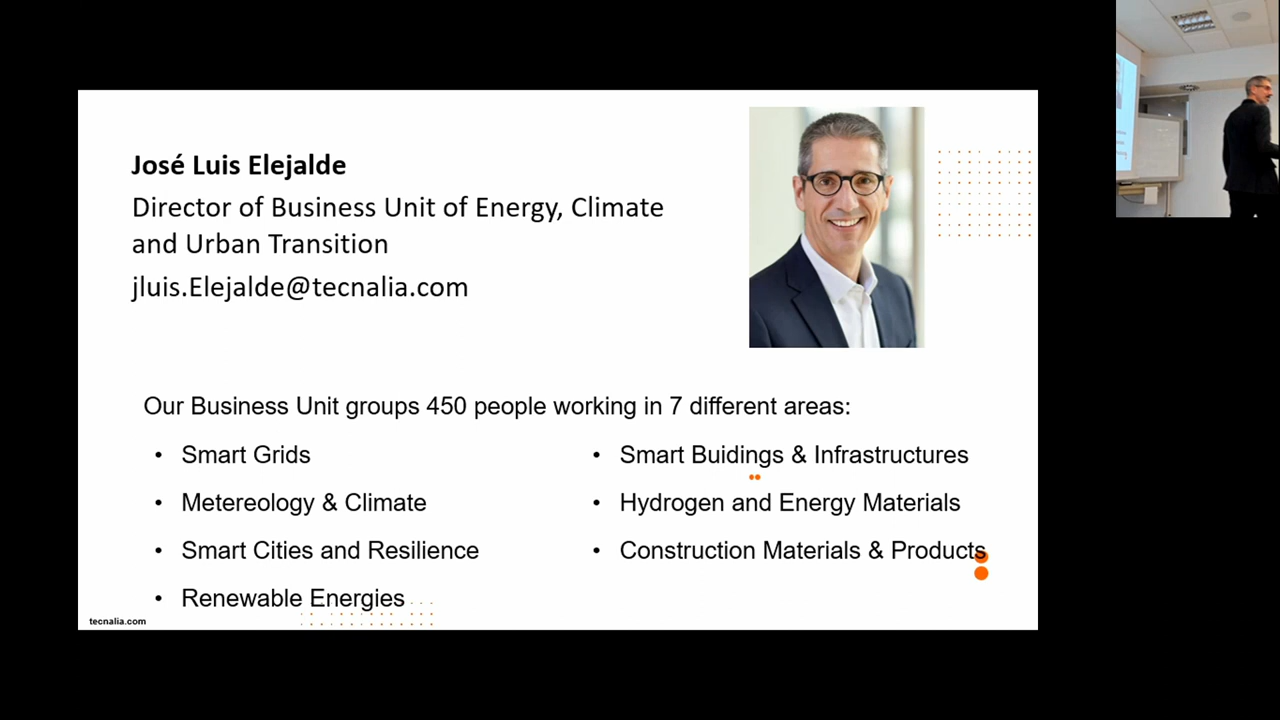 José Luis Elejalde
Director of Business Unit of Energy, Climate
and Urban Transition
jluis.Elejalde@tecnalia.com
Our Business Unit groups 450 people working in 7 different areas:
• Smart Grids
• Metereology & Climate
• Smart Cities and Resilience
• Renewable Energies
• Smart Buidings & Infrastructures
• Hydrogen and Energy Materials
• Construction Materials & Products
tecnalia.com